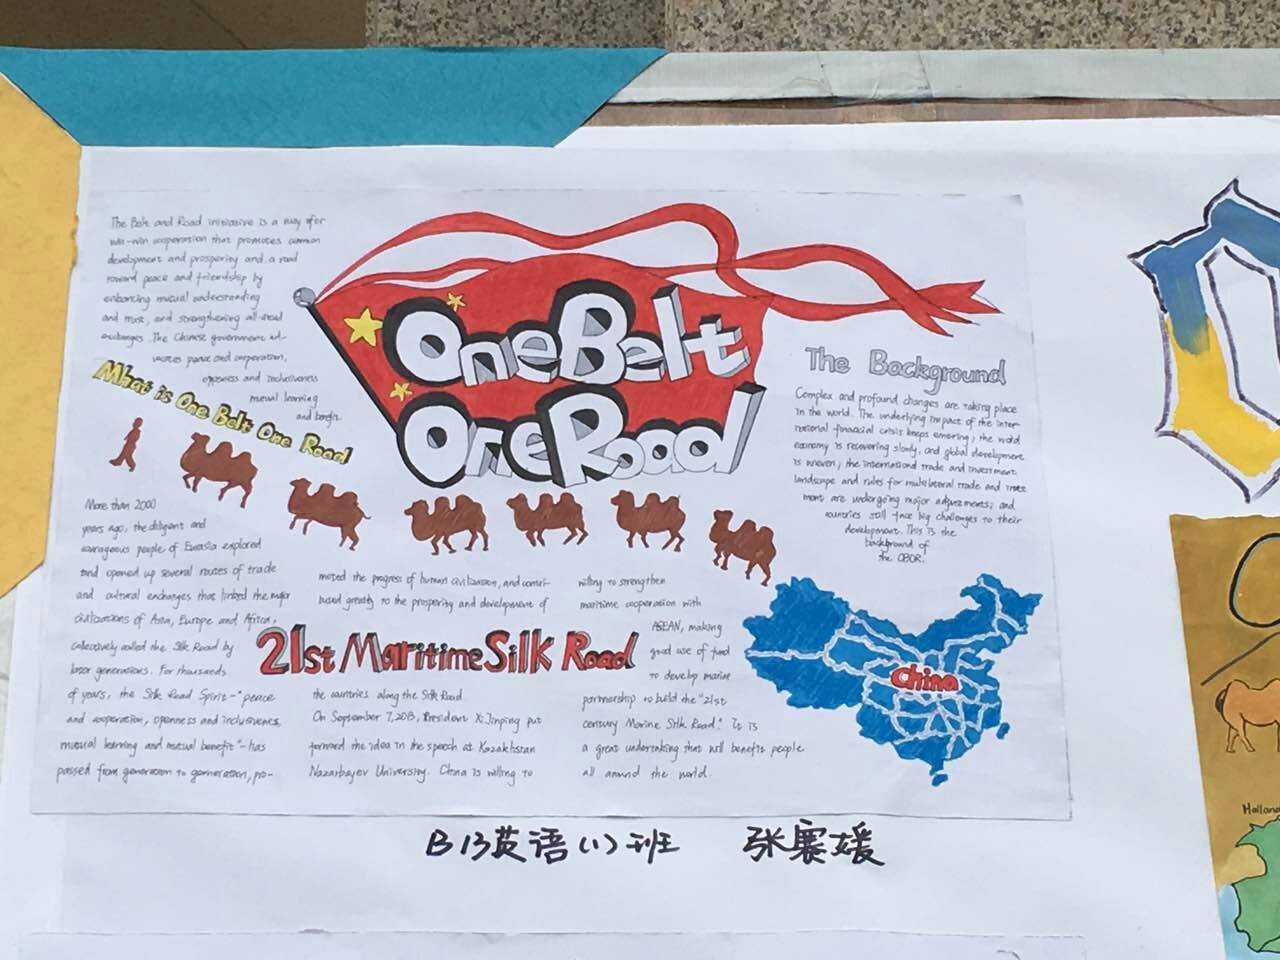 The Belt and Road initiative is a way for
win-win cooperation that promotes common
development and prosperity and a road
toward peace and friendship by
enhancing mutual understanding
and trust, and strengthening all-round
exchanges. The Chinese government ad-
vocates peace and cooperation,
openness and inclusiveness
mutual learning
and benefit.
One Belt
One Road
What is One Belt One Road
The Background
Complex and profound changes are taking place
in the world. The underlying impact of the inter-
national financial crisis keeps emering; the world
economy is recovering slowly, and global development
is uneven; the international trade and investment
landscape and rules for multilateral trade and invest
ment are undergoing major adjustments; and
countries still face big challenges to their
development. This is the
background of
the OBOR.
More than 2000
years ago, the diligent and
courageous people of Eurasia explored
and opened up several routes of trade
and cultural exchanges that linked the major
civilizations of Asia, Europe and Africa,
collectively called the Silk Road by
later generations. For thousands
of years, the Silk Road Spirit-"peace
and cooperation, openness and inclusiveness,
mutual learning and mutual benefit"-has
passed from generation to generation, pro-
moted the progress of human civilization, and contri-
buted greatly to the prosperity and development of
21st Maritime Silk Road
the countries along the Silk Road
On September 7, 2013, President Xi Jinping put
forward the idea in the speech at Kazakhstan
Nazarbayev University. China is willing to
willing to strengthen
maritime cooperation with
ASEAN, making
good use of fund
to develop marine
partnership to build the "21st
century Marine Silk Road." It is
a great undertaking that will benefit people
all around the world.
China
B13英语(1)班 张褰媛